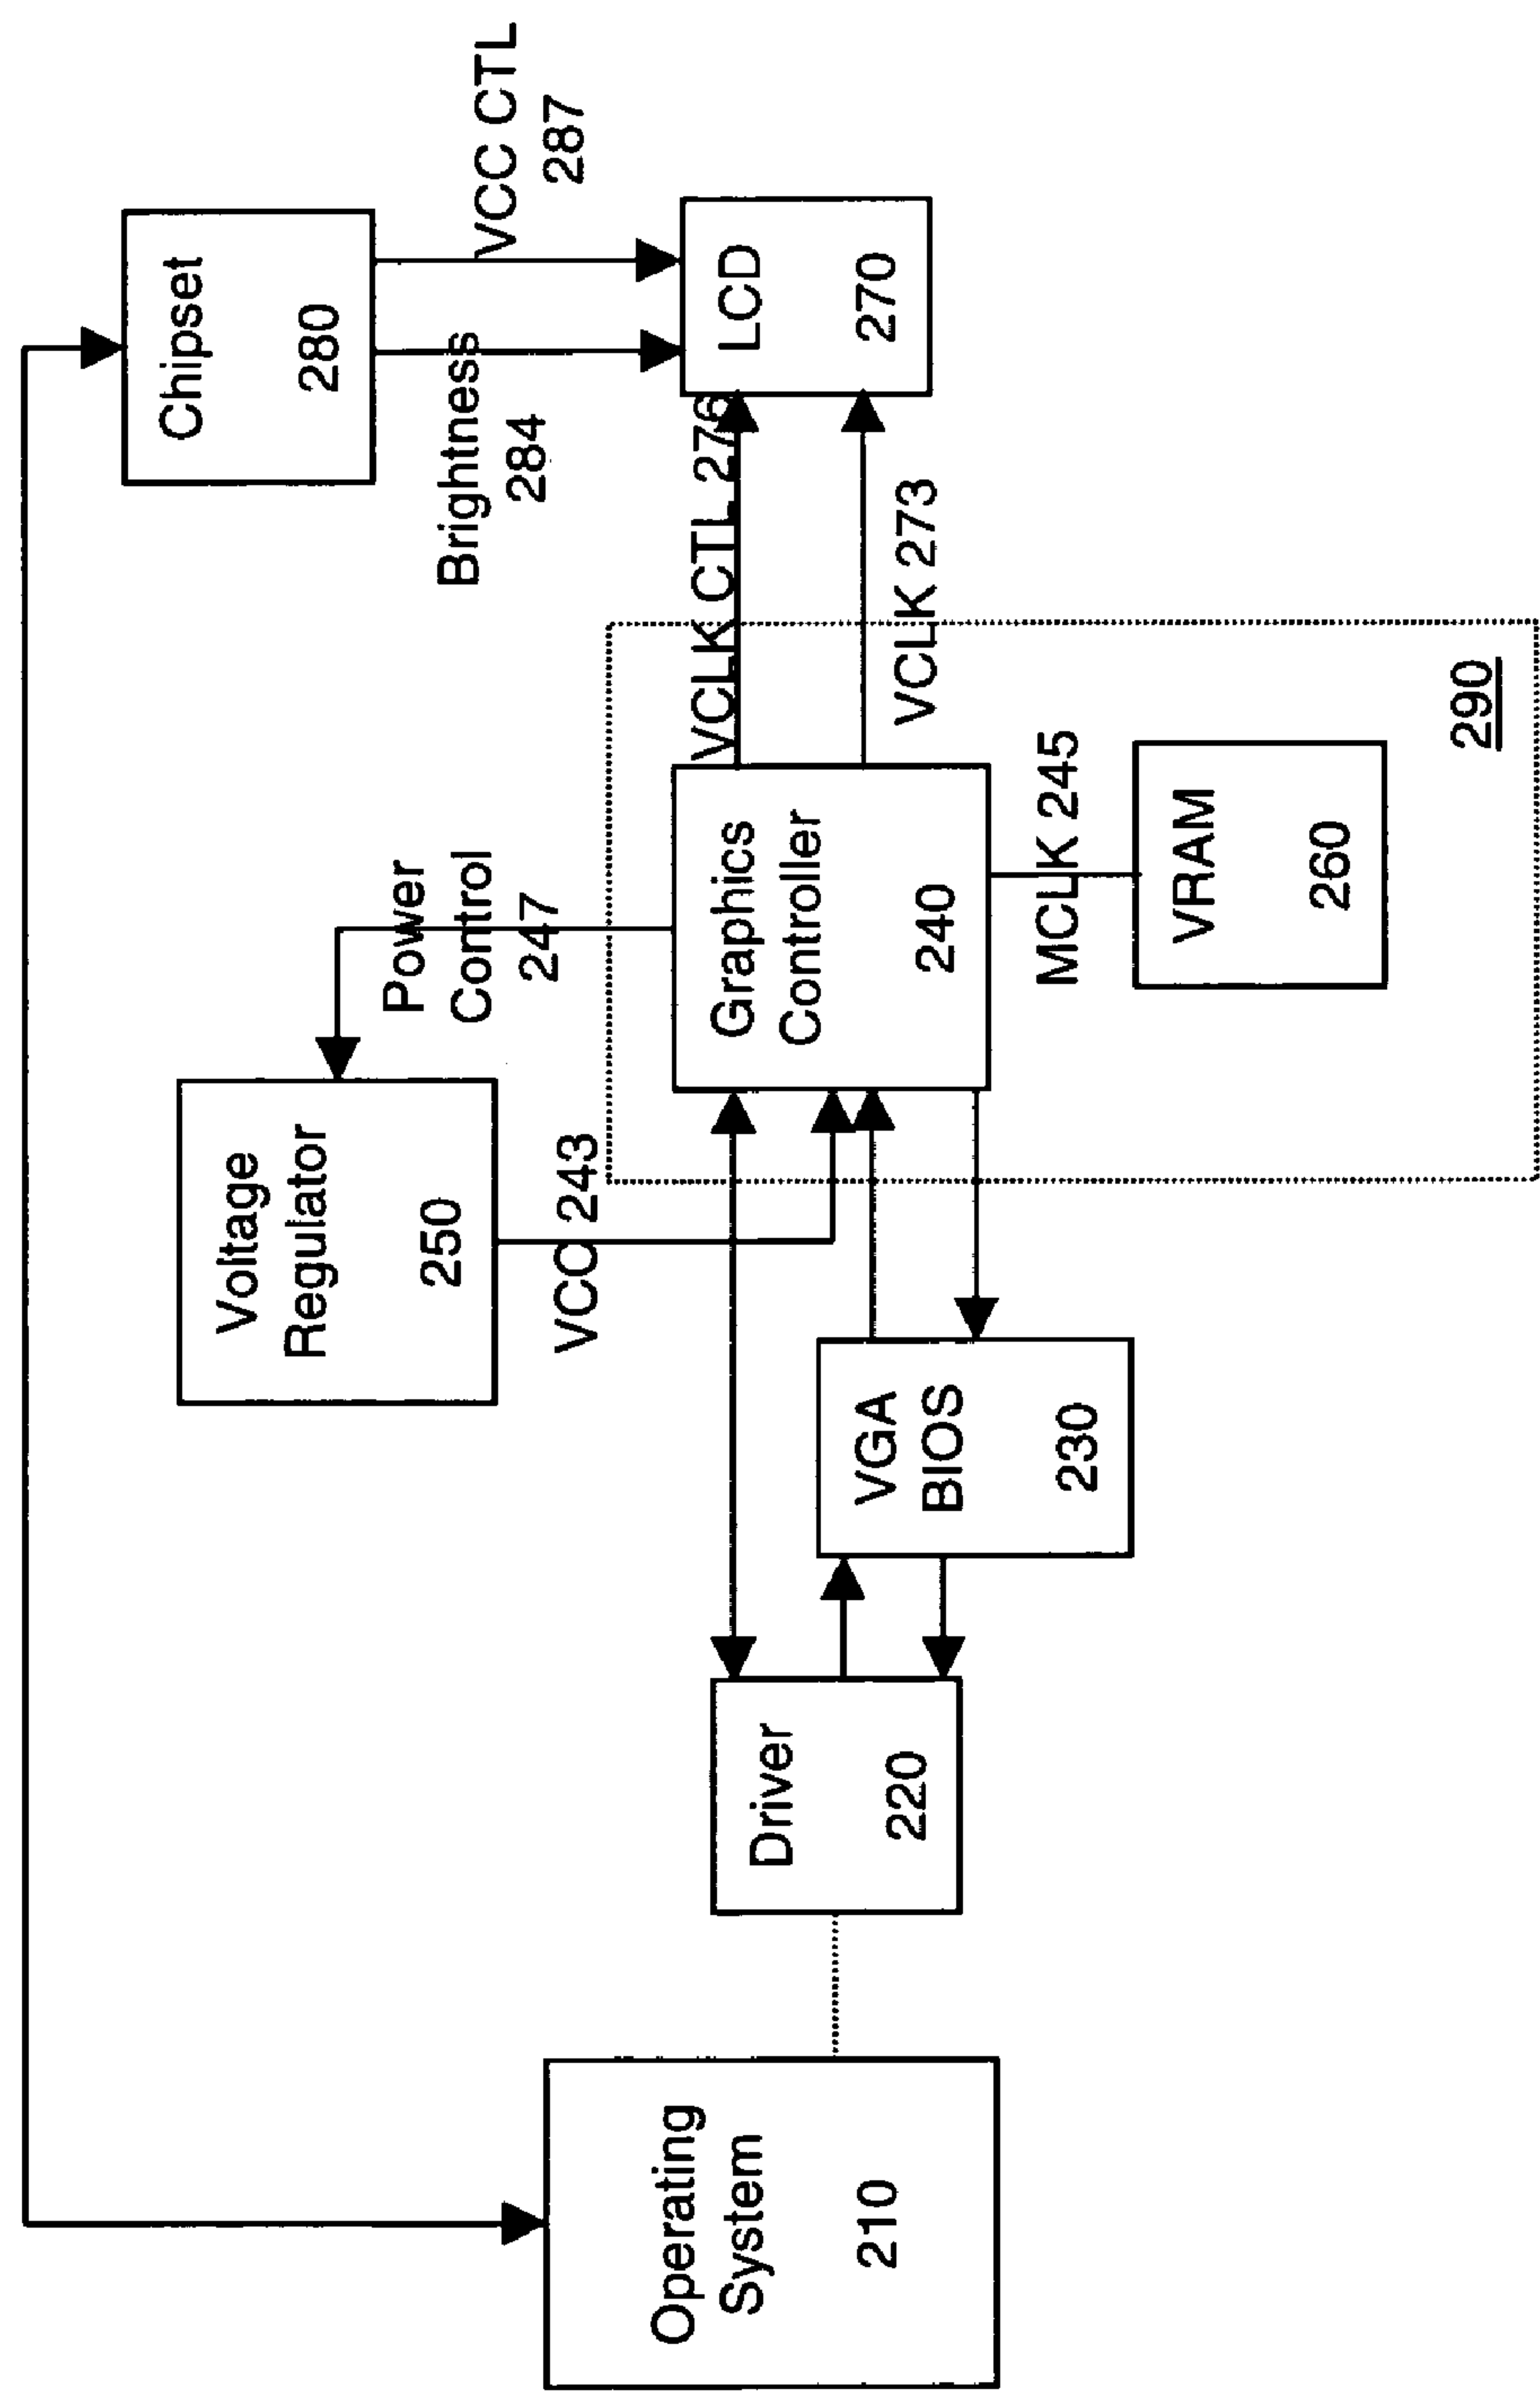 Operating
System
210
Driver
220
VGA
BIOS
230
Voltage
Regulator
250
VCC 243
Power
Control
247
Graphics
Controller
240
MCLK 245
VRAM
260
290
VCLK CTL 276
VCLK 273
Chipset
280
Brightness
284
VCC CTL
287
LCD
270